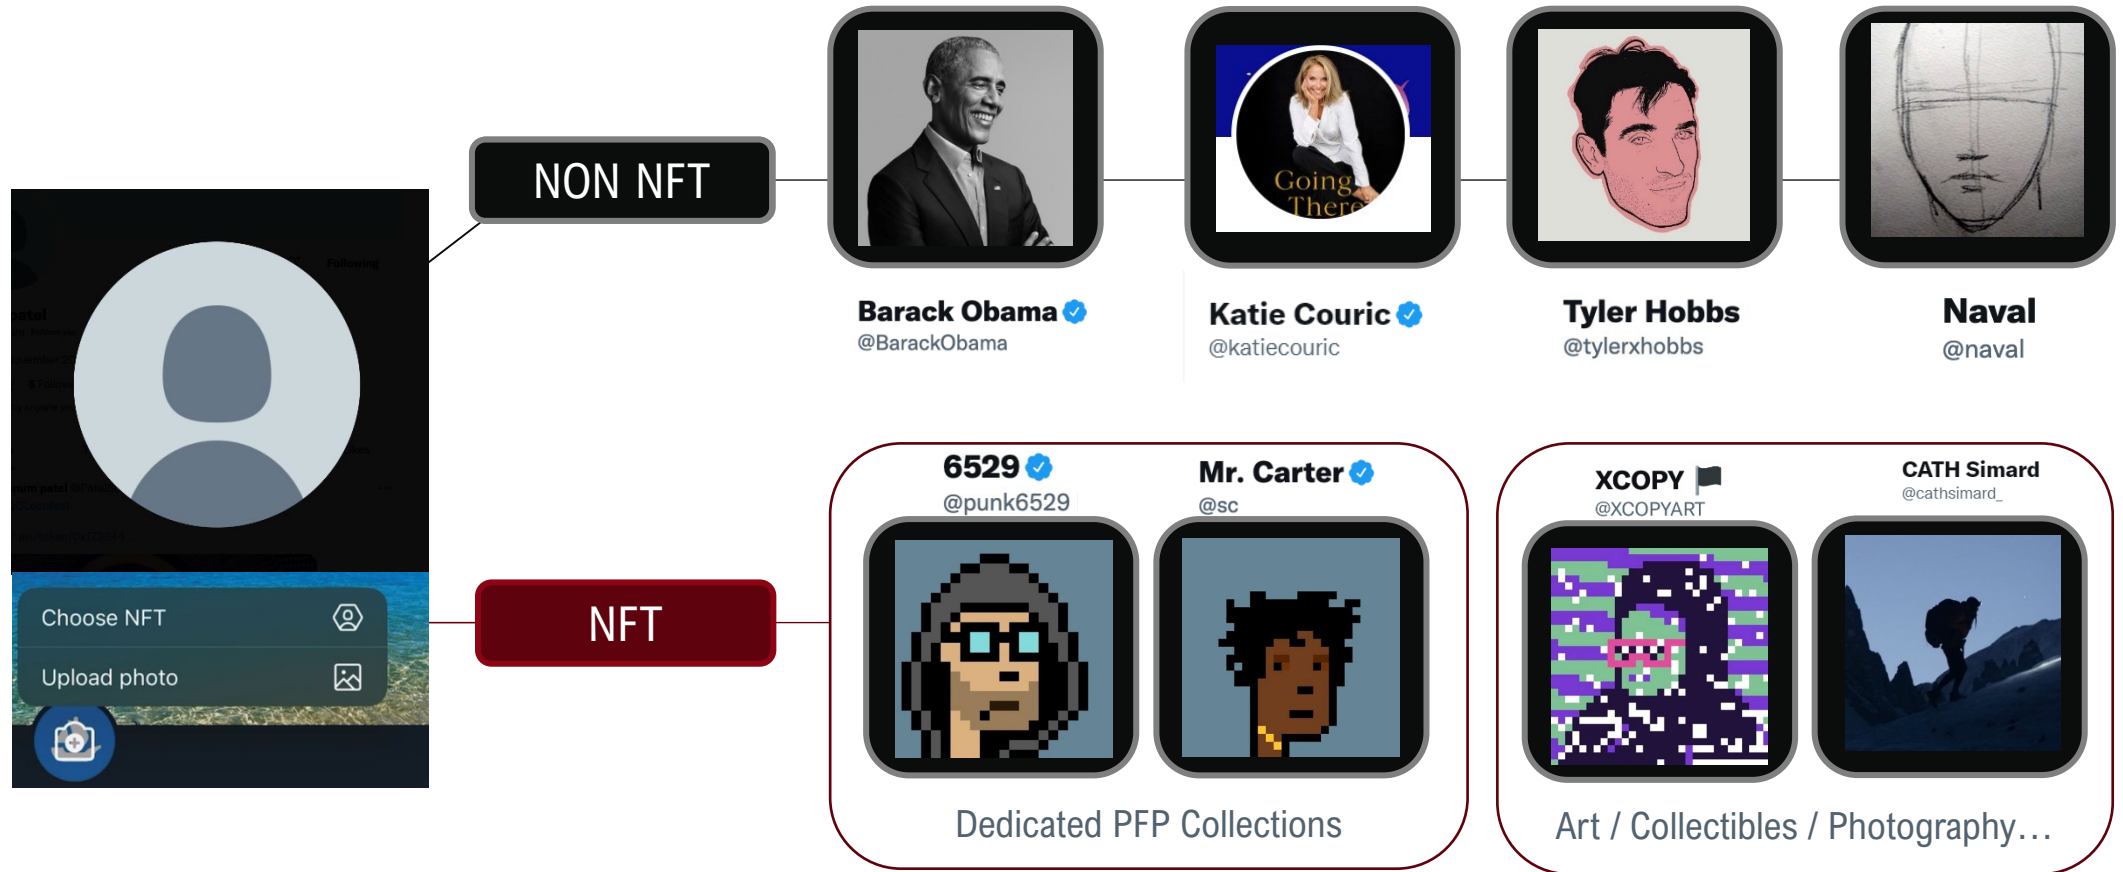 NON NFT
Going
There
Barack Obama
@BarackObama
Katie Couric
@katiecouric
Tyler Hobbs
@tylerxhobbs
Naval
@naval
Following
Choose NFT
Upload photo
NFT
6529
@punk6529
Mr. Carter
@sc
Dedicated PFP Collections
XCOPY
@XCOPYART
CATH Simard
@cathsimard_
Art / Collectibles / Photography...